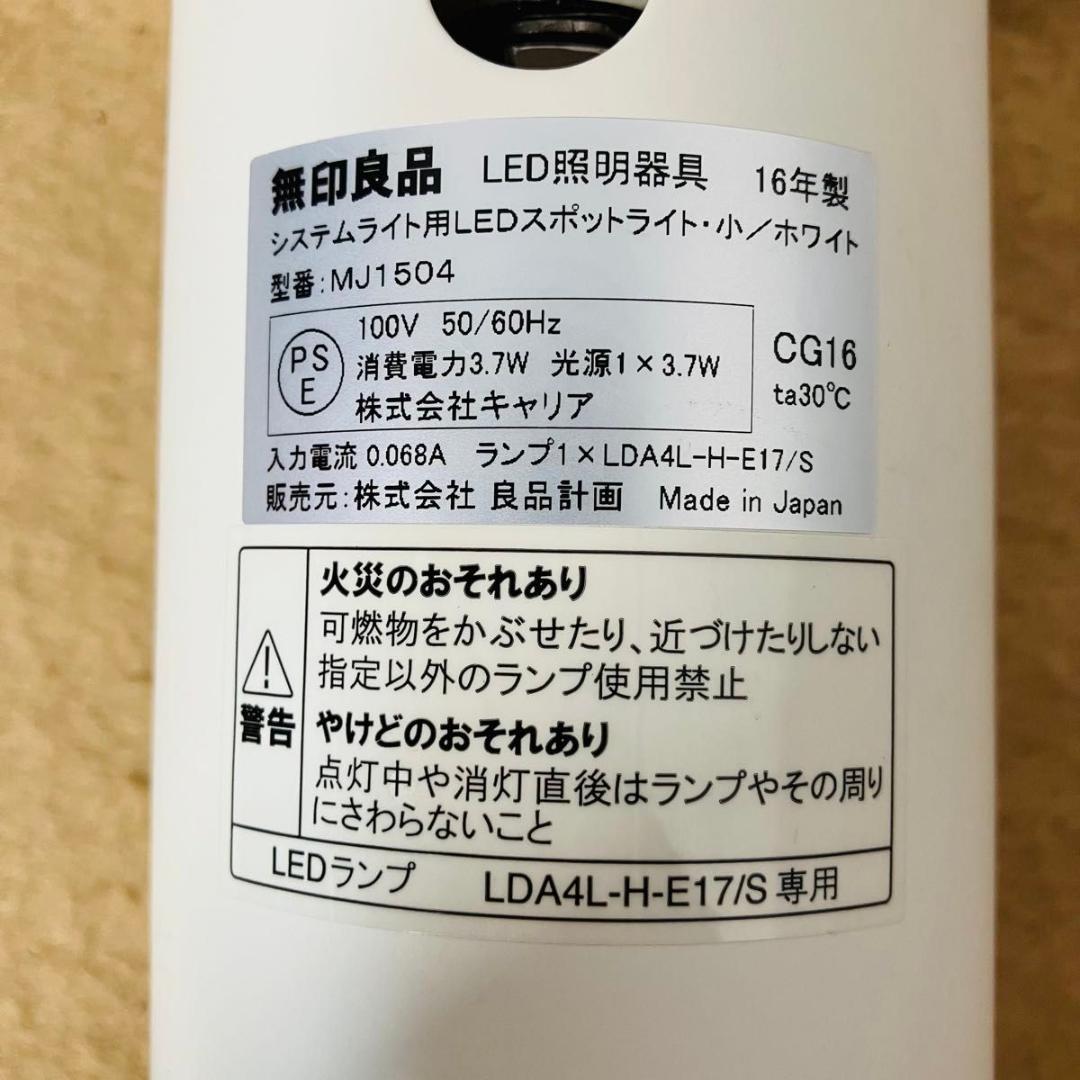 無印良品 LED照明器具 16年製
システムライト用LEDスポットライト・小／ホワイト
型番:MJ1504
PSE 100V 50/60Hz
消費電力3.7W 光源1×3.7W
株式会社キャリア
CG16
ta30℃
入力電流 0.068A ランプ1×LDA4L-H-E17/S
販売元:株式会社 良品計画 Made in Japan
警告
火災のおそれあり
可燃物をかぶせたり、近づけたりしない
指定以外のランプ使用禁止
やけどのおそれあり
点灯中や消灯直後はランプやその周り
にさわらないこと
LEDランプ LDA4L-H-E17/S 専用